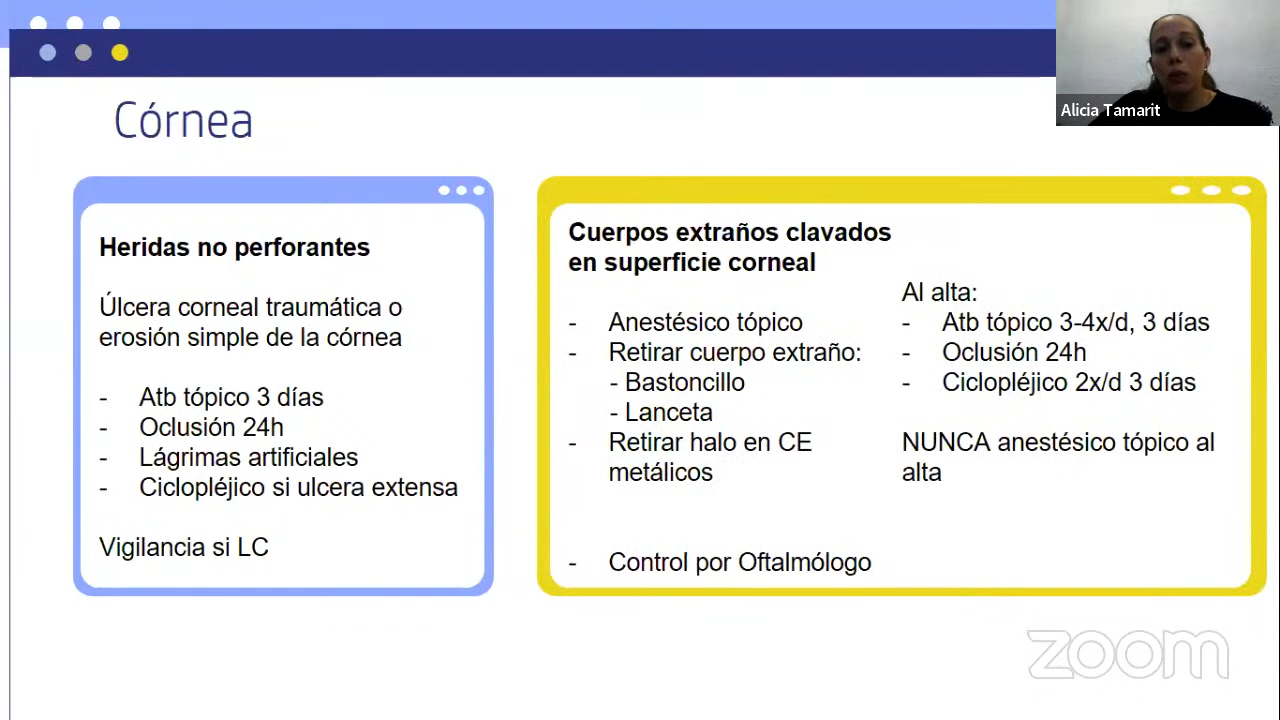 Alicia Tamarit
Córnea
Heridas no perforantes
Úlcera corneal traumática o
erosión simple de la córnea
- Atb tópico 3 días
- Oclusión 24h
- Lágrimas artificiales
- Ciclopléjico si ulcera extensa
Vigilancia si LC
Cuerpos extraños clavados
en superficie corneal
- Anestésico tópico
- Retirar cuerpo extraño:
- Bastoncillo
- Lanceta
- Retirar halo en CE
metálicos
- Control por Oftalmólogo
Al alta:
- Atb tópico 3-4x/d, 3 días
- Oclusión 24h
- Ciclopléjico 2x/d 3 días
NUNCA anestésico tópico al
alta
zoom